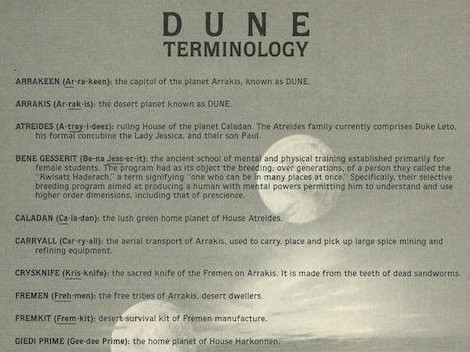 DUNE
TERMINOLOGY
ARRAKEEN (Ar-ra-keen): the capitol of the planet Arrakis, known as DUNE.
ARRAKIS (Ar-rak-is): the desert planet known as DUNE.
ATREIDES (A-tray-i-deez): ruling House of the planet Caladan. The Atreides family currently comprises Duke Leto,
his formal concubine the Lady Jessica, and their son Paul.
BENE GESSERIT (Be-na Jess-er-it): the ancient school of mental and physical training established primarily for
female students. The program had as its object the breeding, over generations, of a person they called the
"Kwisatz Haderach," a term signifying "one who can be in many places at once." Specifically, their selective
breeding program aimed at producing a human with mental powers permitting him to understand and use
higher order dimensions, including that of prescience.
CALADAN (Ca-la-dan): the lush green home planet of House Atreides.
CARRYALL (Car-ry-all): the aerial transport of Arrakis, used to carry, place and pick up large spice mining and
refining equipment.
CRYSKNIFE (Kris-knife): the sacred knife of the Fremen on Arrakis. It is made from the teeth of dead sandworms.
FREMEN (Freh-men): the free tribes of Arrakis, desert dwellers.
FREMKIT (Frem-kit): desert survival kit of Fremen manufacture.
GIEDI PRIME (Gee-dee Prime): the home planet of House Harkonnen.